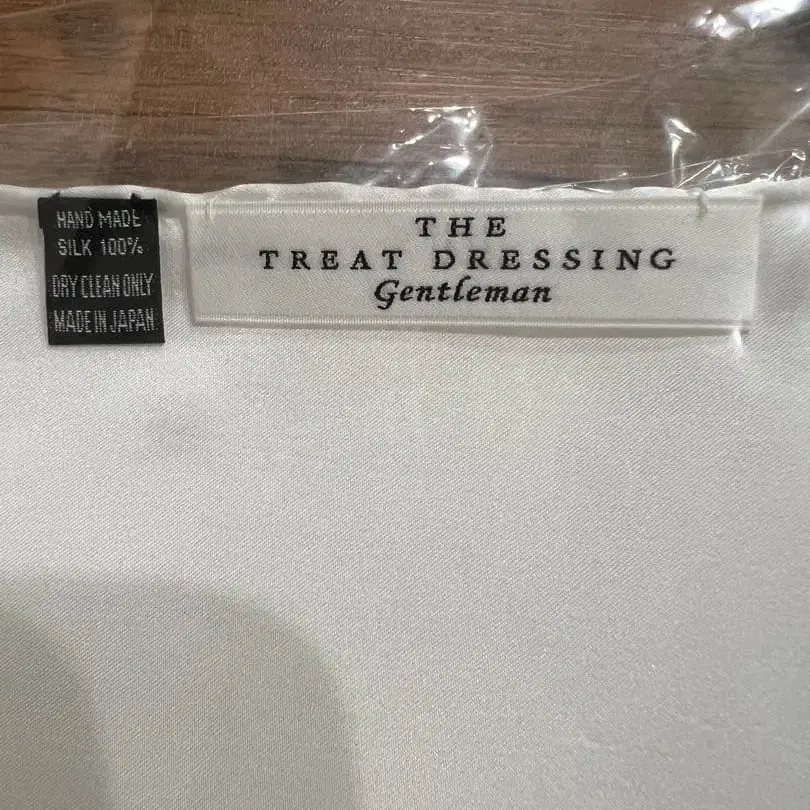 HAND MADE
SILK 100%
DRY CLEAN ONLY
MADE IN JAPAN
THE
TREAT DRESSING
Gentleman